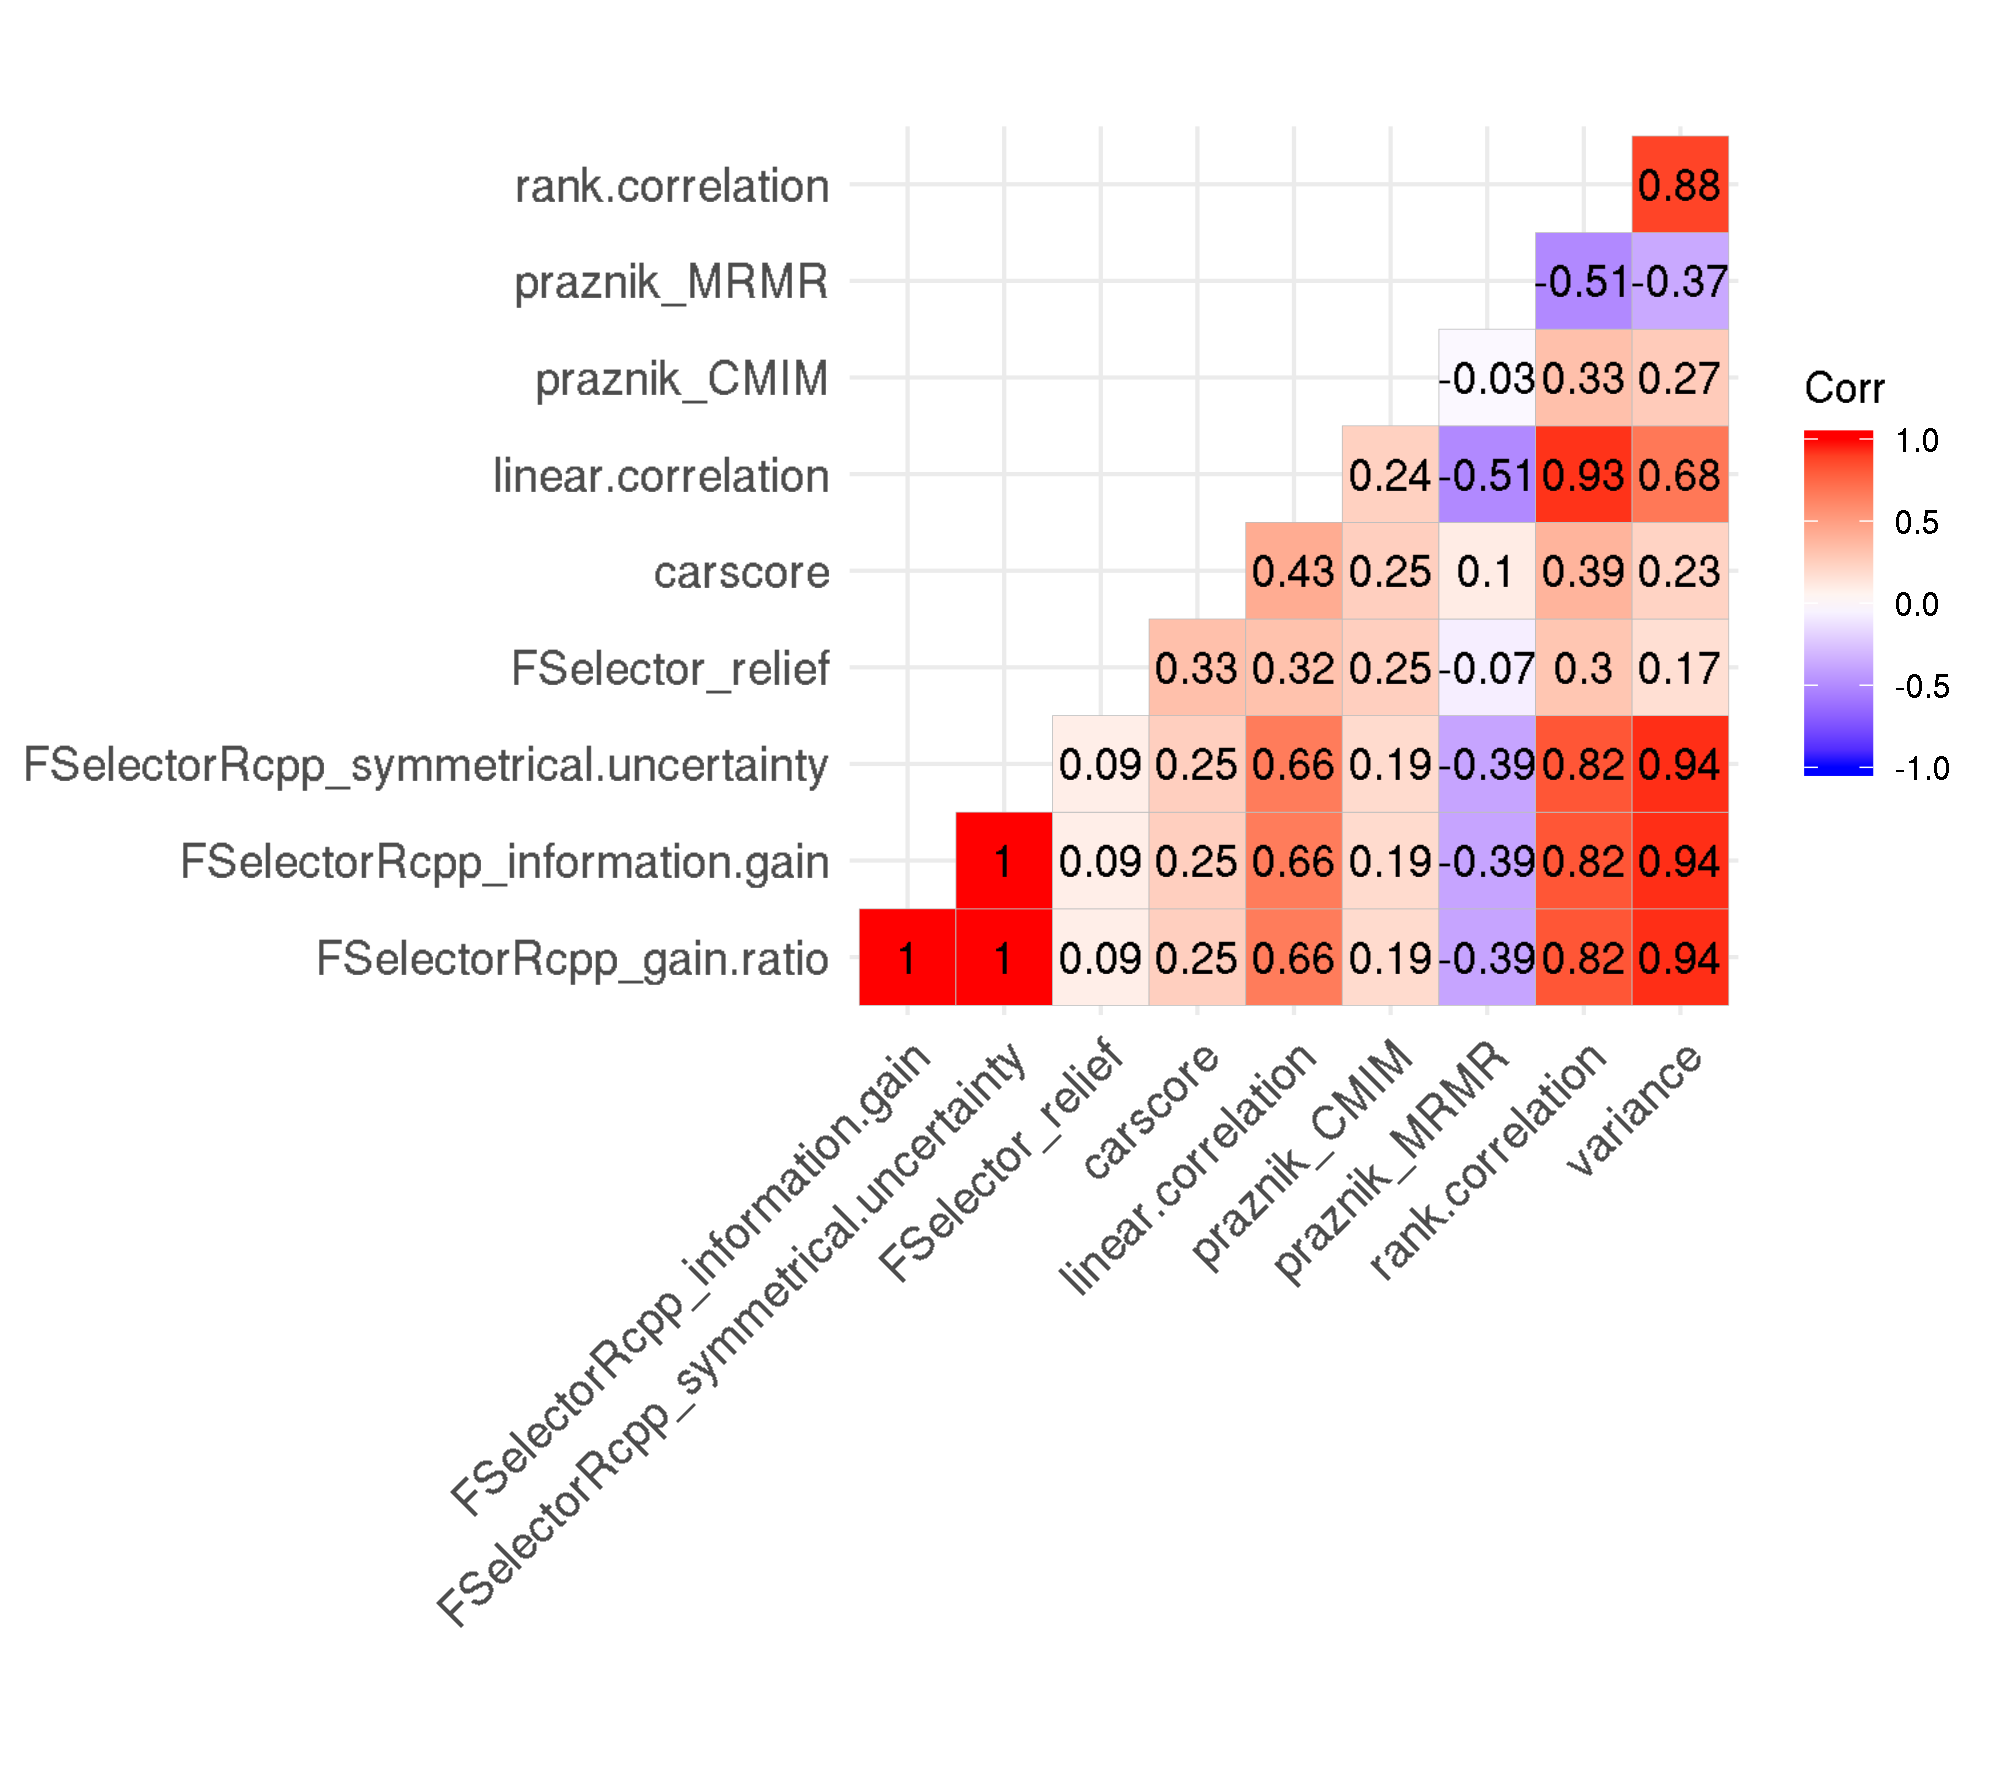 rank.correlation 0.88
praznik_MRMR -0.51 -0.37
praznik_CMIM -0.03 0.33 0.27
linear.correlation 0.24 -0.51 0.93 0.68
carscore 0.43 0.25 0.1 0.39 0.23
FSelector_relief 0.33 0.32 0.25 -0.07 0.3 0.17
FSelectorRcpp_symmetrical.uncertainty 0.09 0.25 0.66 0.19 -0.39 0.82 0.94
FSelectorRcpp_information.gain 1 0.09 0.25 0.66 0.19 -0.39 0.82 0.94
FSelectorRcpp_gain.ratio 1 1 0.09 0.25 0.66 0.19 -0.39 0.82 0.94
FSelectorRcpp_information.gain
FSelectorRcpp_symmetrical.uncertainty
FSelector_relief
carscore
linear.correlation
praznik_CMIM
praznik_MRMR
rank.correlation
variance
Corr
1.0
0.5
0.0
-0.5
-1.0